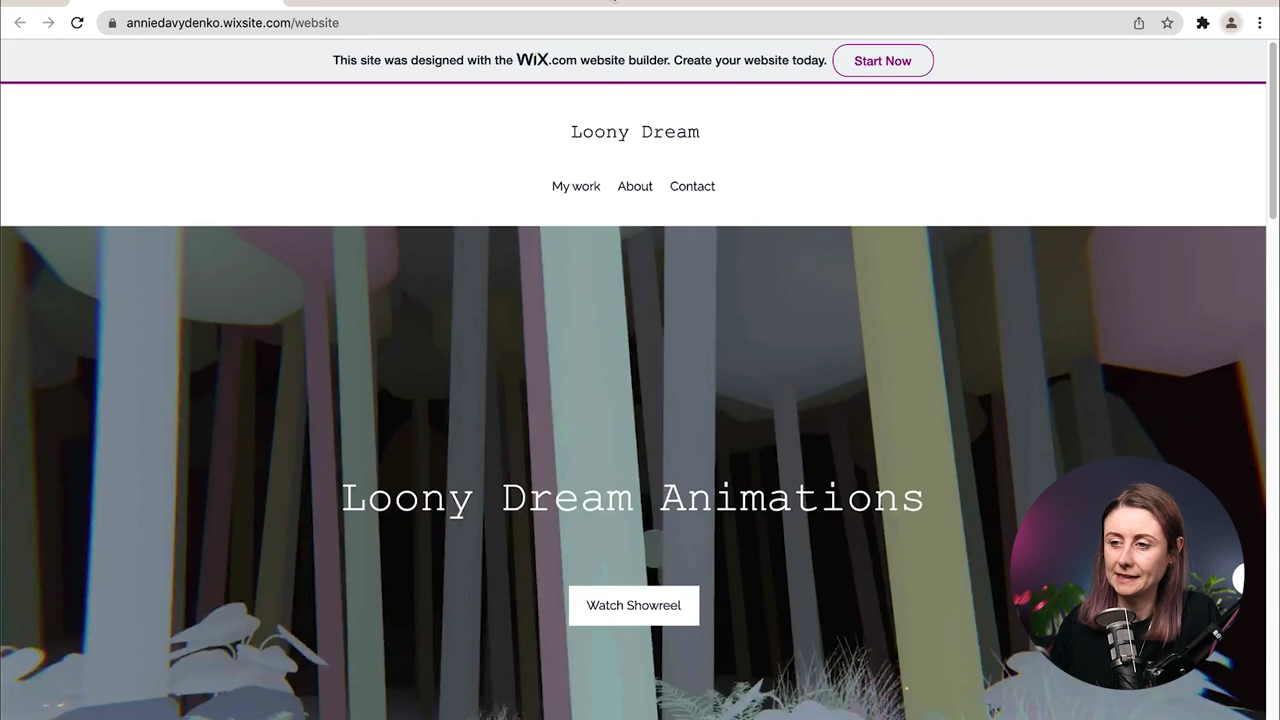 anniedavydenko.wixsite.com/website
This site was designed with the WiX.com website builder. Create your website today. Start Now
Loony Dream
My work About Contact
Loony Dream Animations
Watch Showreel